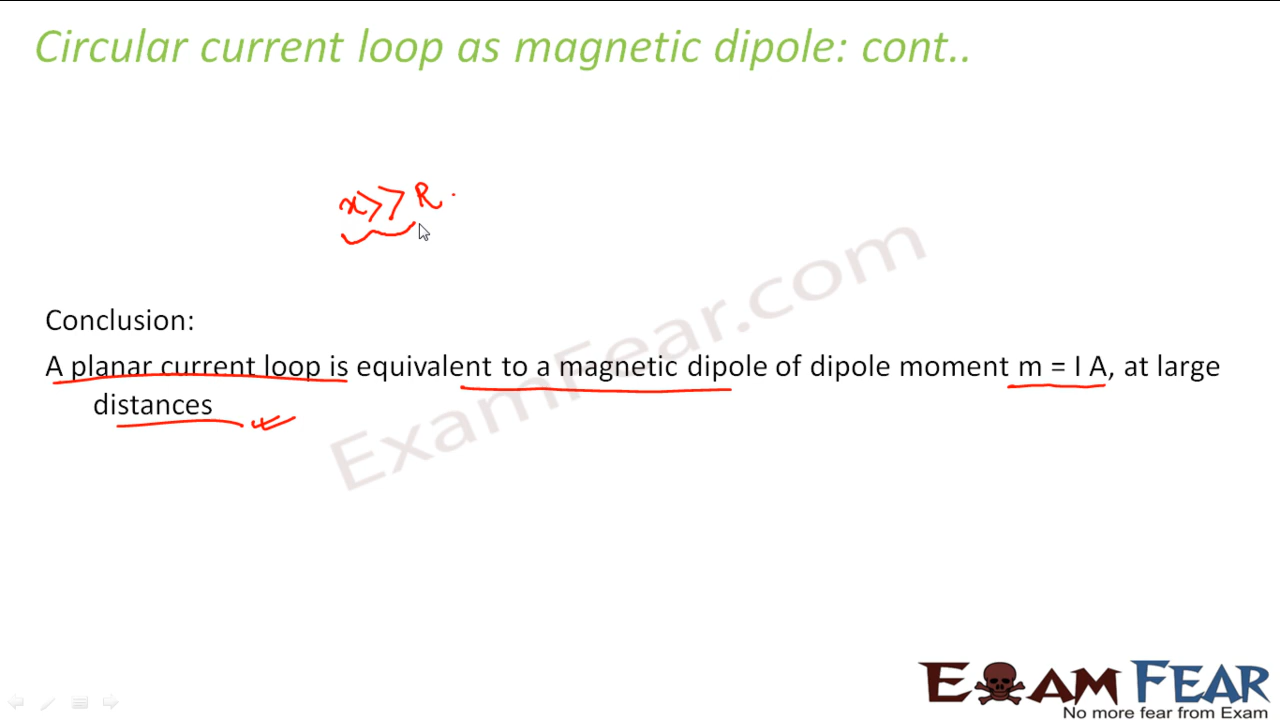 Circular current loop as magnetic dipole: cont..
x>>R.
Conclusion:
A planar current loop is equivalent to a magnetic dipole of dipole moment m = I A, at large
distances
ExamFear.com
EXAM FEAR
No more fear from Exam